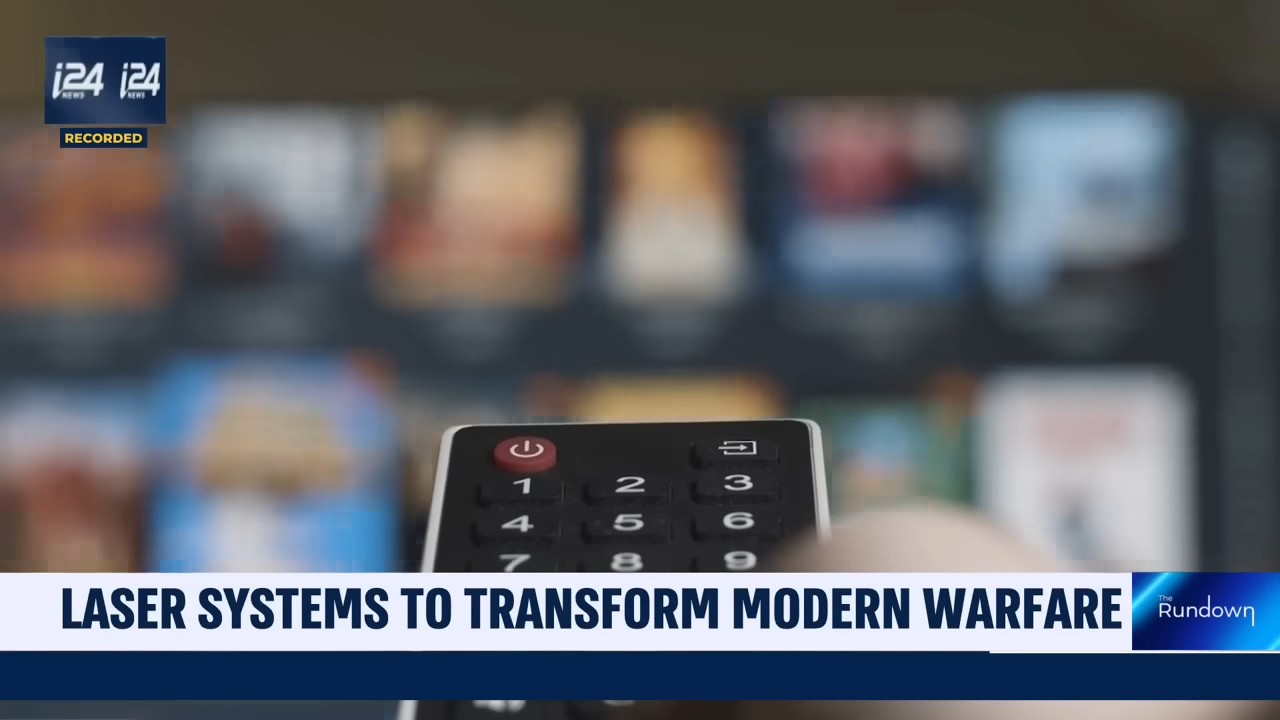 i24 i24
NEWS NEWS
RECORDED
1 2 3
4 5 6
7 8 9
LASER SYSTEMS TO TRANSFORM MODERN WARFARE
The
Rundown